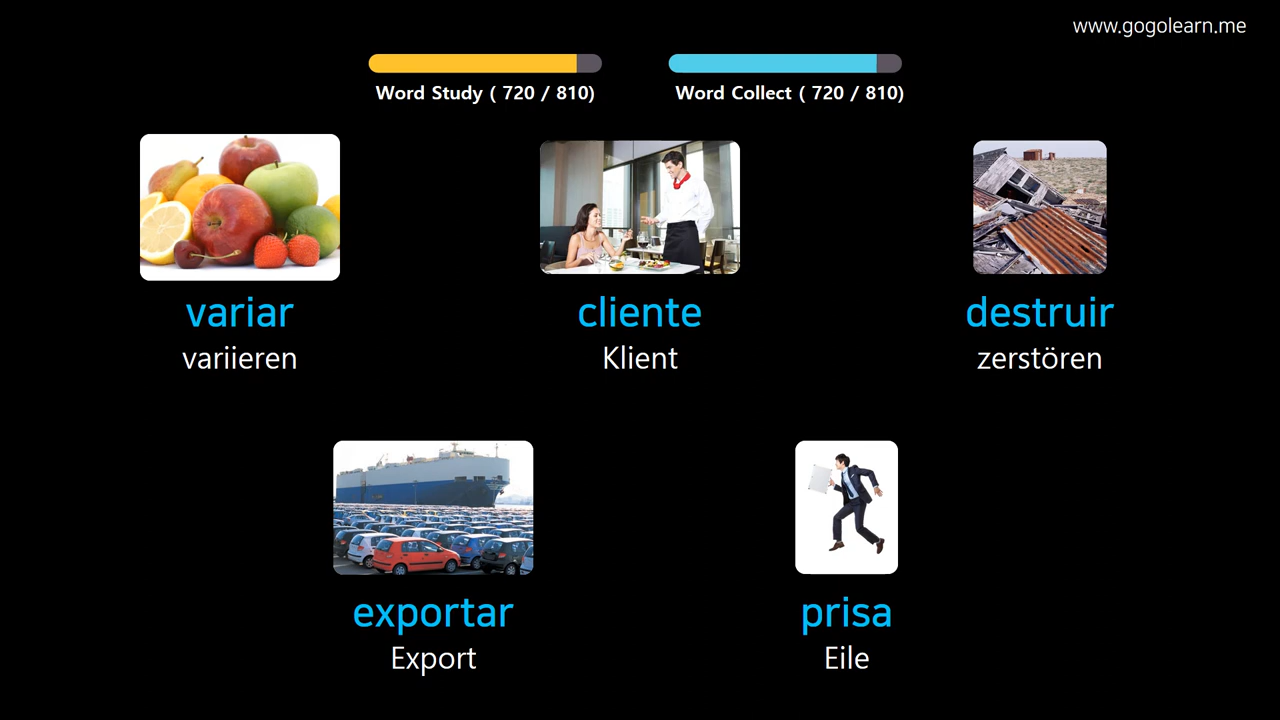 www.gogolearn.me
Word Study ( 720 / 810)
Word Collect ( 720 / 810)
variar
variieren
cliente
Klient
destruir
zerstören
exportar
Export
prisa
Eile